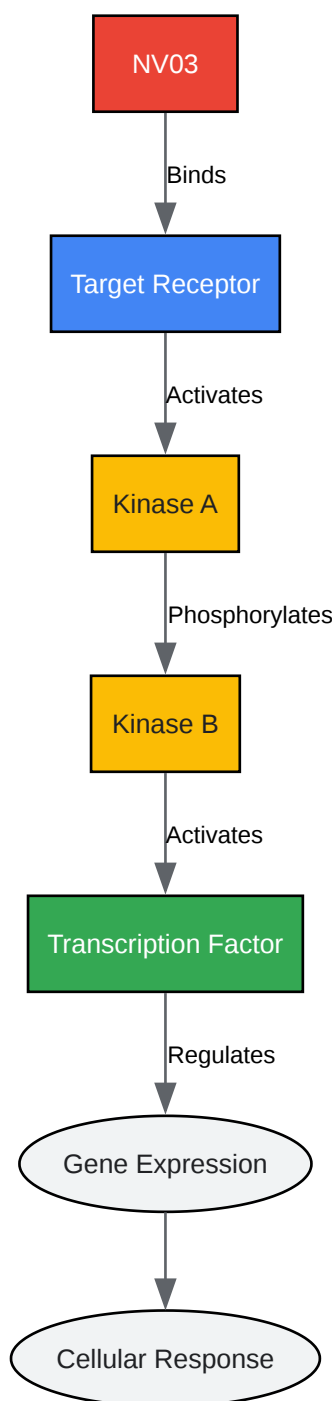 NV03
Binds
Target Receptor
Activates
Kinase A
Phosphorylates
Kinase B
Activates
Transcription Factor
Regulates
Gene Expression
Cellular Response